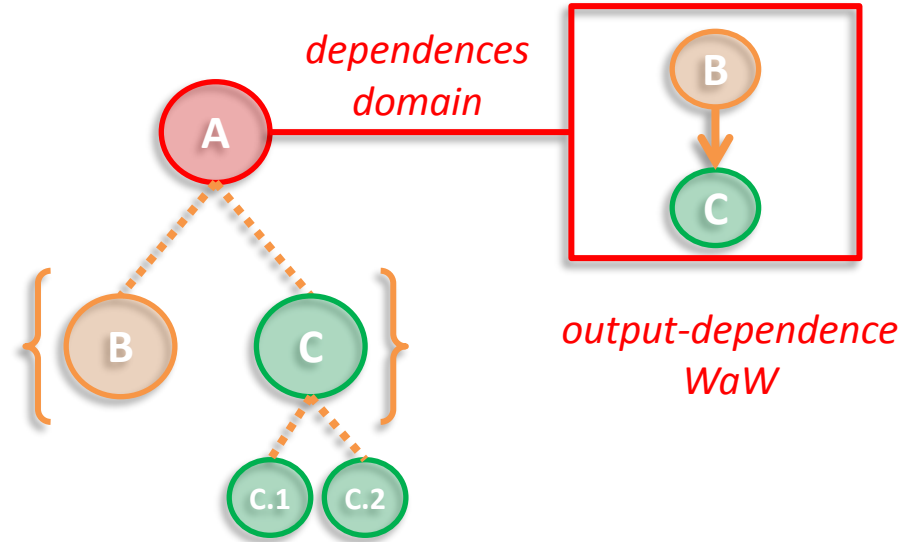 dependences
domain
A
B
C
B
C
C.1
C.2
output-dependence
WaW